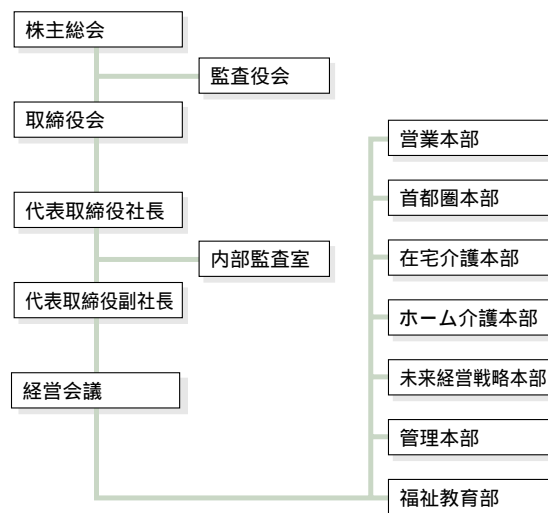 株主総会
監査役会
取締役会
代表取締役社長
内部監査室
代表取締役副社長
経営会議
営業本部
首都圏本部
在宅介護本部
ホーム介護本部
未来経営戦略本部
管理本部
福祉教育部